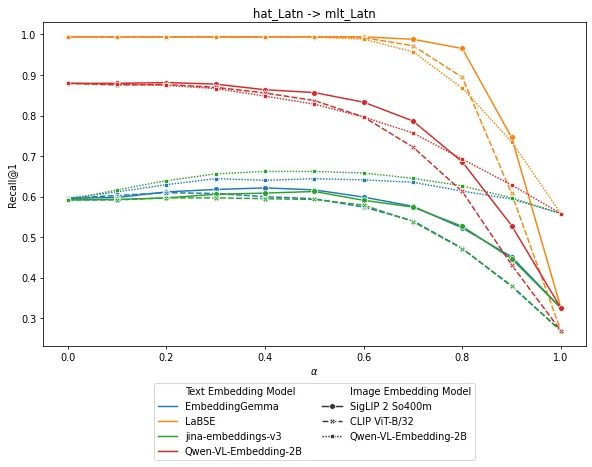 hat_Latn -> mlt_Latn
1.0
0.9
0.8
0.7
0.6
0.5
0.4
0.3
Recall@1
0.0 0.2 0.4 0.6 0.8 1.0
α
Text Embedding Model
EmbeddingGemma
LaBSE
jina-embeddings-v3
Qwen-VL-Embedding-2B
Image Embedding Model
SigLIP 2 So400m
CLIP ViT-B/32
Qwen-VL-Embedding-2B